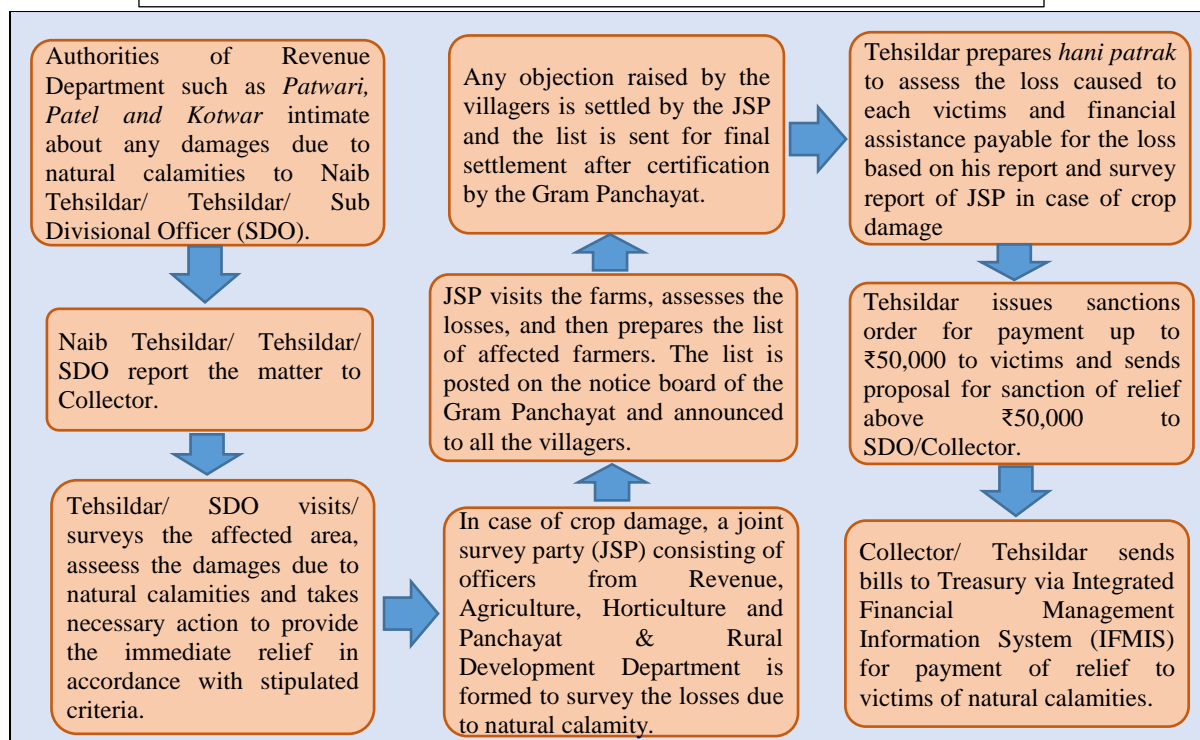 Authorities of Revenue
Department such as Patwari,
Patel and Kotwar intimate
about any damages due to
natural calamities to Naib
Tehsildar/ Tehsildar/ Sub
Divisional Officer (SDO).
Naib Tehsildar/ Tehsildar/
SDO report the matter to
Collector.
Tehsildar/ SDO visits/
surveys the affected area,
asseess the damages due to
natural calamities and takes
necessary action to provide
the immediate relief in
accordance with stipulated
criteria.
In case of crop damage, a joint
survey party (JSP) consisting of
officers from Revenue,
Agriculture, Horticulture and
Panchayat & Rural
Development Department is
formed to survey the losses due
to natural calamity.
JSP visits the farms, assesses the
losses, and then prepares the list
of affected farmers. The list is
posted on the notice board of the
Gram Panchayat and announced
to all the villagers.
Any objection raised by the
villagers is settled by the JSP
and the list is sent for final
settlement after certification
by the Gram Panchayat.
Tehsildar prepares hani patrak
to assess the loss caused to
each victims and financial
assistance payable for the loss
based on his report and survey
report of JSP in case of crop
damage
Tehsildar issues sanctions
order for payment up to
₹50,000 to victims and sends
proposal for sanction of relief
above ₹50,000 to
SDO/Collector.
Collector/ Tehsildar sends
bills to Treasury via Integrated
Financial Management
Information System (IFMIS)
for payment of relief to
victims of natural calamities.